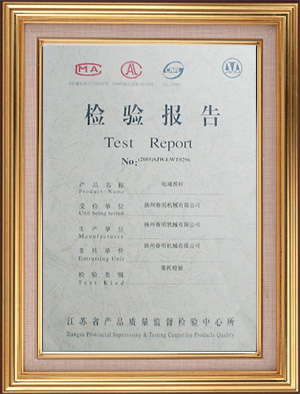 MA
检验报告
Test Report
No:
产品名称
Product Name
受检单位 扬州春明机械有限公司
Unit being tested
生产单位 扬州春明机械有限公司
Manufacturer
委托单位 扬州春明机械有限公司
Entrusting Unit
检验类别 委托检验
Test Kind
江苏省产品质量监督检验中心所
Jiangsu Provincial Supervising & Testing Center for Products Quality